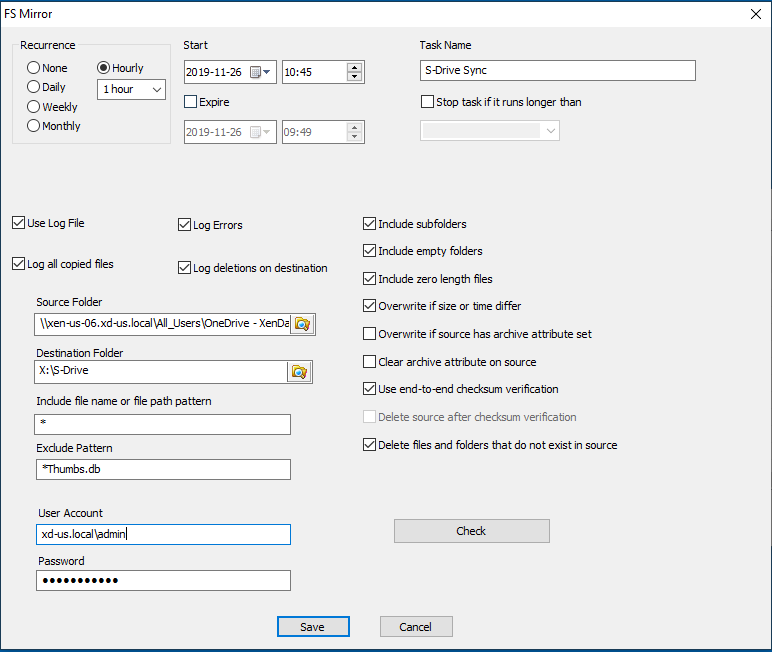 FS Mirror
Recurrence
None
Hourly
Daily
1 hour
Weekly
Monthly
Start
2019-11-26
10:45
Expire
2019-11-26
09:49
Task Name
S-Drive Sync
Stop task if it runs longer than
Use Log File
Log Errors
Log all copied files
Log deletions on destination
Source Folder
\\xen-us-06.xd-us.local\All_Users\OneDrive - XenDa
Destination Folder
X:\S-Drive
Include file name or file path pattern
*
Exclude Pattern
*Thumbs.db
User Account
xd-us.local\admin
Password
•••••••••••
Include subfolders
Include empty folders
Include zero length files
Overwrite if size or time differ
Overwrite if source has archive attribute set
Clear archive attribute on source
Use end-to-end checksum verification
Delete source after checksum verification
Delete files and folders that do not exist in source
Check
Save
Cancel